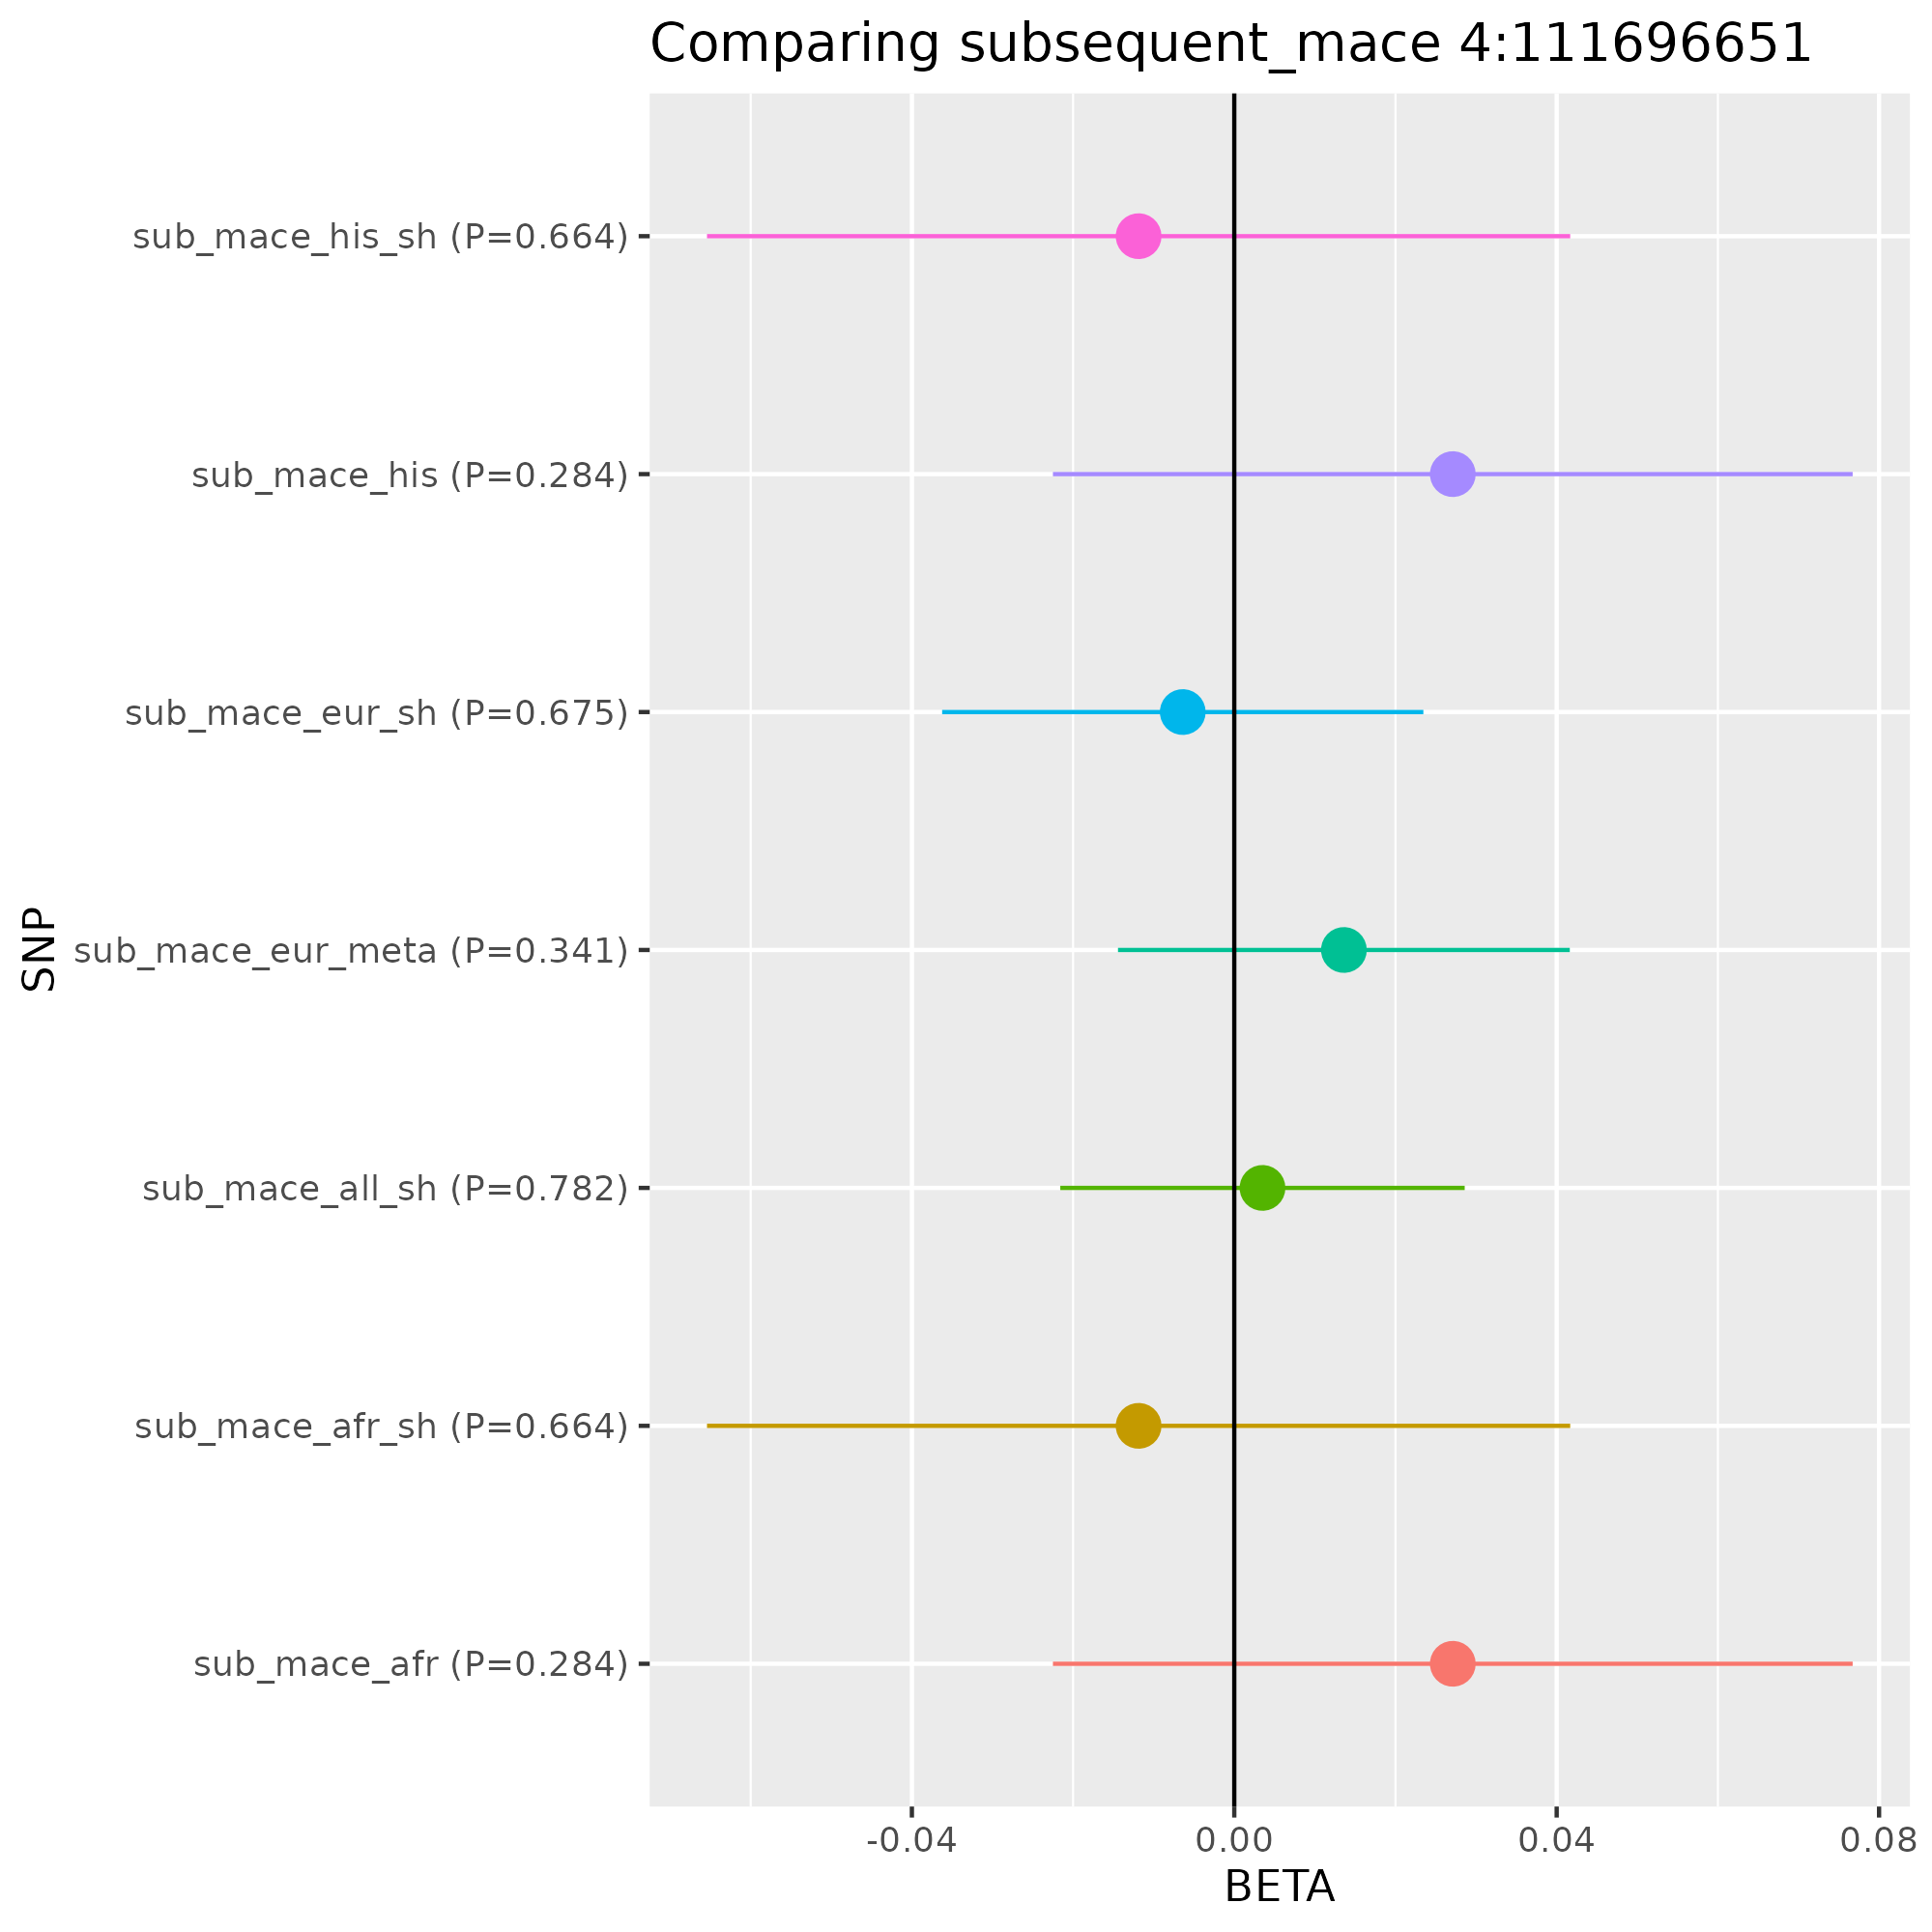 Comparing subsequent_mace 4:111696651
sub_mace_his_sh (P=0.664)
sub_mace_his (P=0.284)
sub_mace_eur_sh (P=0.675)
SNP
sub_mace_eur_meta (P=0.341)
sub_mace_all_sh (P=0.782)
sub_mace_afr_sh (P=0.664)
sub_mace_afr (P=0.284)
-0.04 0.00 0.04 0.08
BETA